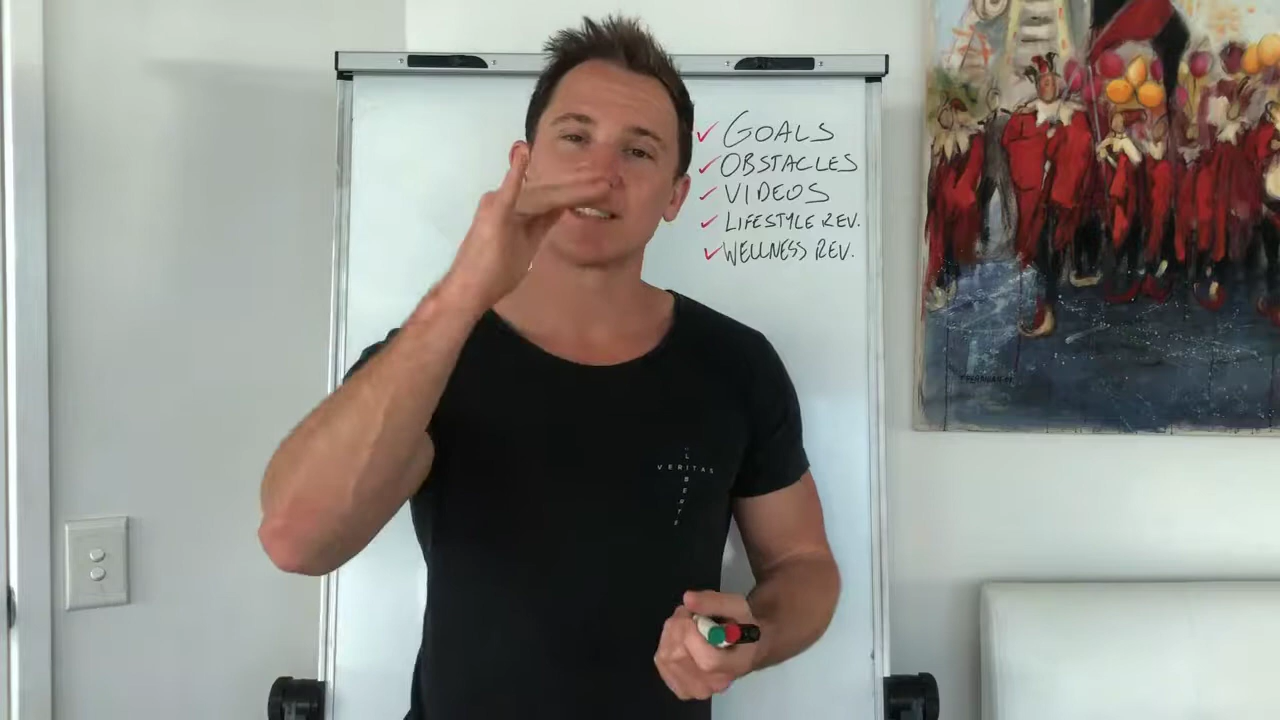 GOALS
OBSTACLES
VIDEOS
LIFESTYLE REV.
WELLNESS REV.
VERITAS